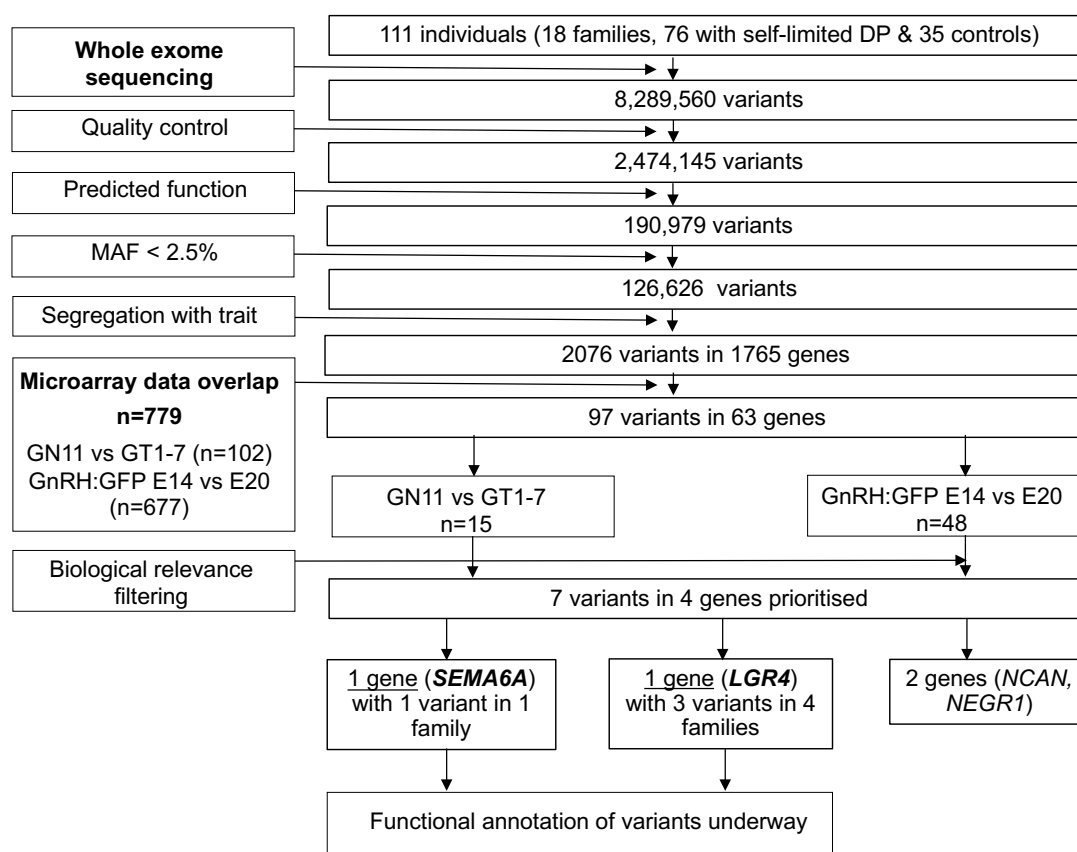 111 individuals (18 families, 76 with self-limited DP & 35 controls)
Whole exome
sequencing
8,289,560 variants
Quality control
2,474,145 variants
Predicted function
190,979 variants
MAF < 2.5%
126,626 variants
Segregation with trait
2076 variants in 1765 genes
Microarray data overlap
n=779
GN11 vs GT1-7 (n=102)
GnRH:GFP E14 vs E20
(n=677)
97 variants in 63 genes
GN11 vs GT1-7
n=15
GnRH:GFP E14 vs E20
n=48
Biological relevance
filtering
7 variants in 4 genes prioritised
1 gene (SEMA6A)
with 1 variant in 1
family
1 gene (LGR4)
with 3 variants in 4
families
2 genes (NCAN,
NEGR1)
Functional annotation of variants underway